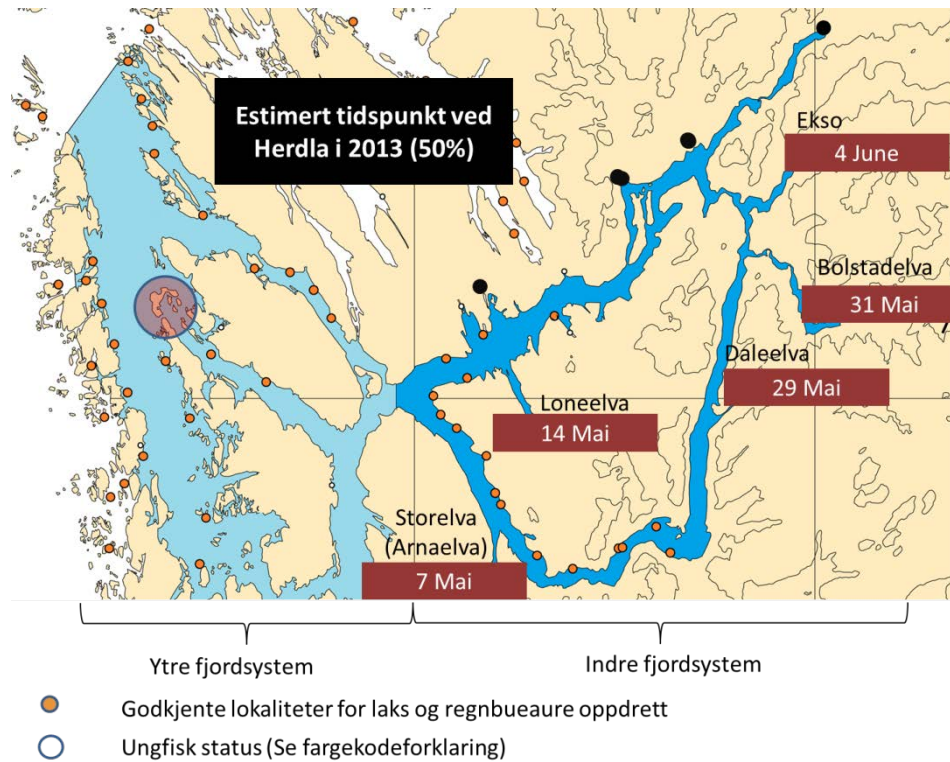 Estimert tidspunkt ved
Herdla i 2013 (50%)
Ekso
4 June
Bolstadelva
31 Mai
Daleelva
29 Mai
Loneelva
14 Mai
Storelva
(Arnaelva)
7 Mai
Ytre fjordsystem
Indre fjordsystem
Godkjente lokaliteter for laks og regnbueaure oppdrett
Ungfisk status (Se fargekodeforklaring)